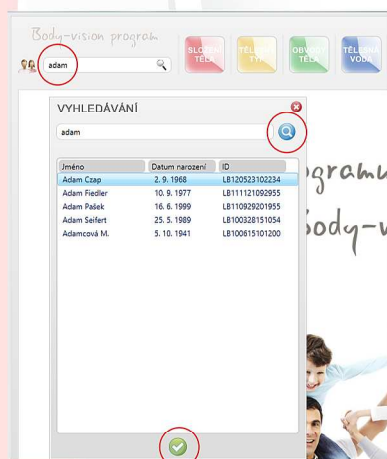 Body-vision program
SLOŽENÍ TĚLA
TĚLESNÝ TYP
OBVODY TĚLA
TĚLESNÁ VODA
adam
VYHLEDÁVÁNÍ
adam
Jméno Datum narození ID
Adam Czap 2. 9. 1968 LB120523102234
Adam Fiedler 10. 9. 1977 LB111121092955
Adam Pašek 16. 6. 1999 LB110929201955
Adam Seifert 25. 5. 1989 LB100328151054
Adamcová M. 5. 10. 1941 LB100615101200
ogramu
Body-v